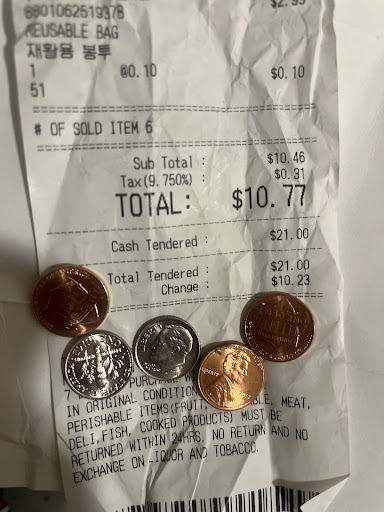 $2.99
8801062519378
REUSABLE BAG
재활용 봉투
1 @0.10 $0.10
51
# OF SOLD ITEM 6
Sub Total : $10.46
Tax(9.750%) : $0.31
TOTAL: $10.77
Cash Tendered : $21.00
Total Tendered : $21.00
Change : $10.23
7
IN ORIGINAL CONDITION
PERISHABLE ITEMS(FRUIT, MEAT,
DELI, FISH, COOKED PRODUCTS) MUST BE
RETURNED WITHIN 24HRS. NO RETURN AND NO
EXCHANGE ON LIQUOR AND TOBACCO.